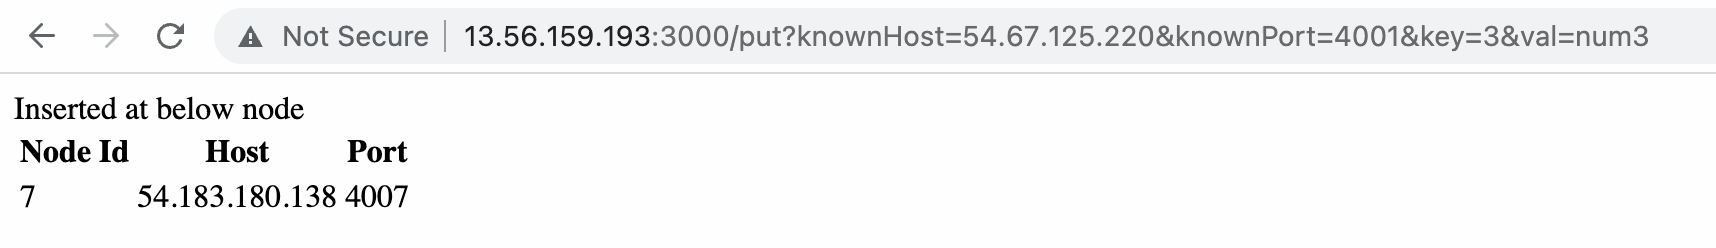 Not Secure 13.56.159.193:3000/put?knownHost=54.67.125.220&knownPort=4001&key=3&val=num3
Inserted at below node
Node Id Host Port
7 54.183.180.138 4007